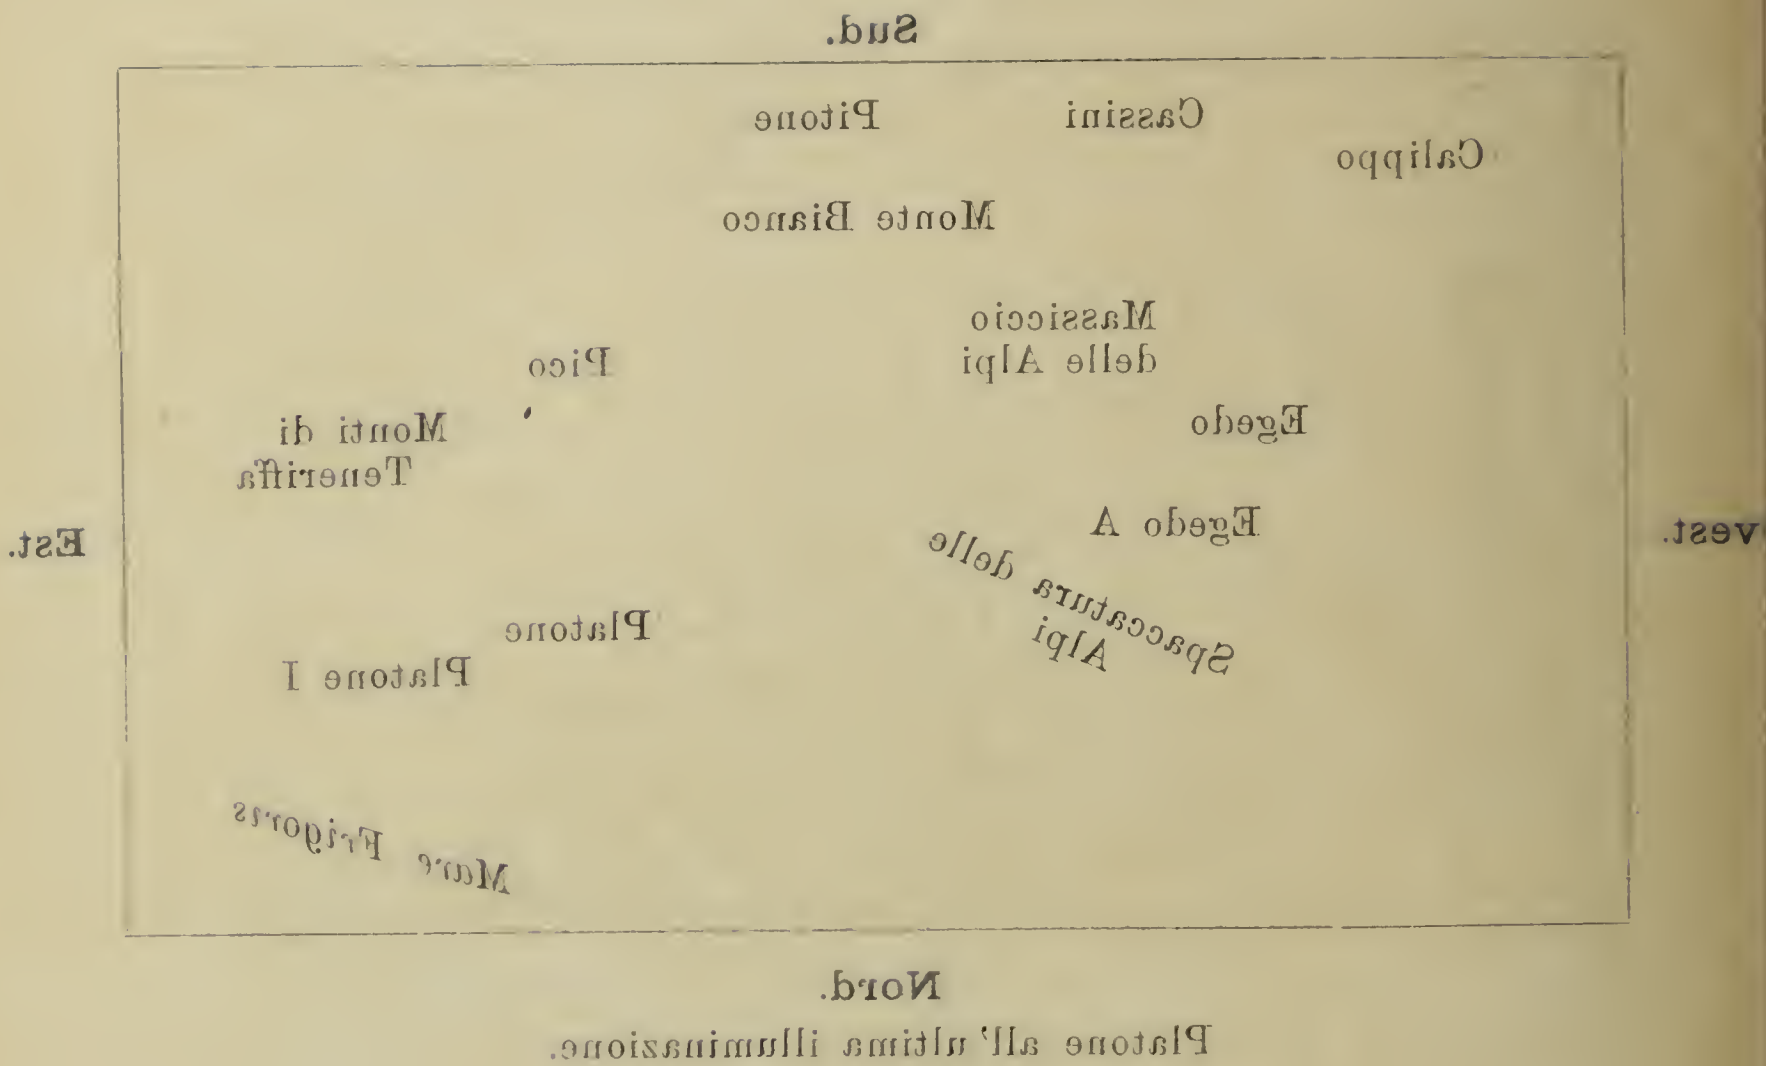 Sud.
Cassini
Pitone
Calippo
Monte Bianco
Massiccio
delle Alpi
Pico
Egedo
Monti di
Teneriffa
Egedo A
vest.
Est.
Spaccatura delle
Alpi
Platone
Platone I
Mare Frigoris
Nord.
Platone all'ultima illuminazione.